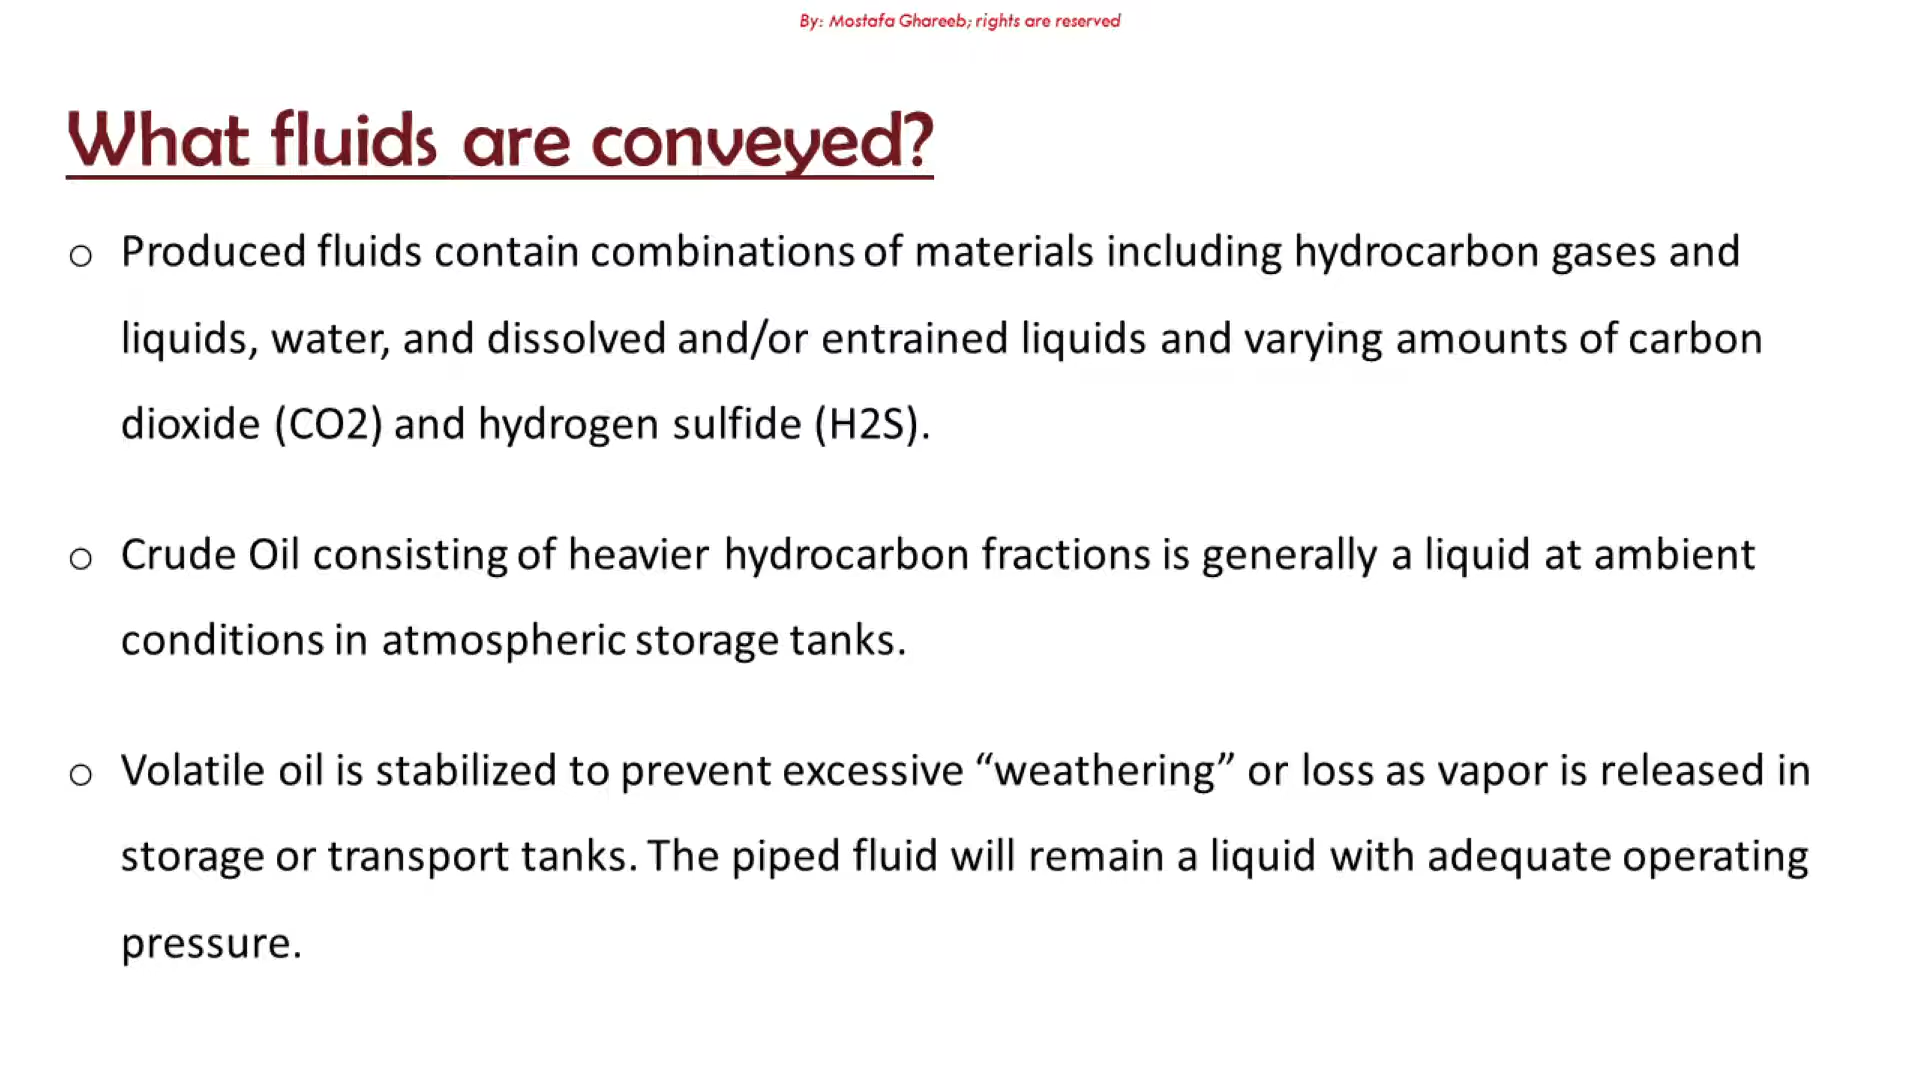 By: Mostafa Ghareeb; rights are reserved
What fluids are conveyed?
o Produced fluids contain combinations of materials including hydrocarbon gases and
liquids, water, and dissolved and/or entrained liquids and varying amounts of carbon
dioxide (CO2) and hydrogen sulfide (H2S).
o Crude Oil consisting of heavier hydrocarbon fractions is generally a liquid at ambient
conditions in atmospheric storage tanks.
o Volatile oil is stabilized to prevent excessive “weathering” or loss as vapor is released in
storage or transport tanks. The piped fluid will remain a liquid with adequate operating
pressure.